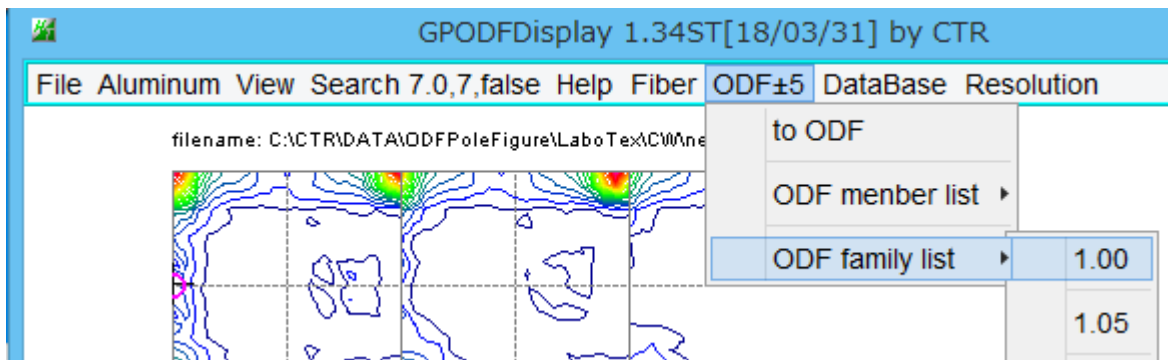 GPODFDisplay 1.34ST[18/03/31] by CTR
File Aluminum View Search 7.0,7,false Help Fiber ODF±5 DataBase Resolution
filename: C:\CTR\DATA\ODFPoleFigure\LaboTex\CW\ne
to ODF
ODF menber list
ODF family list
1.00
1.05